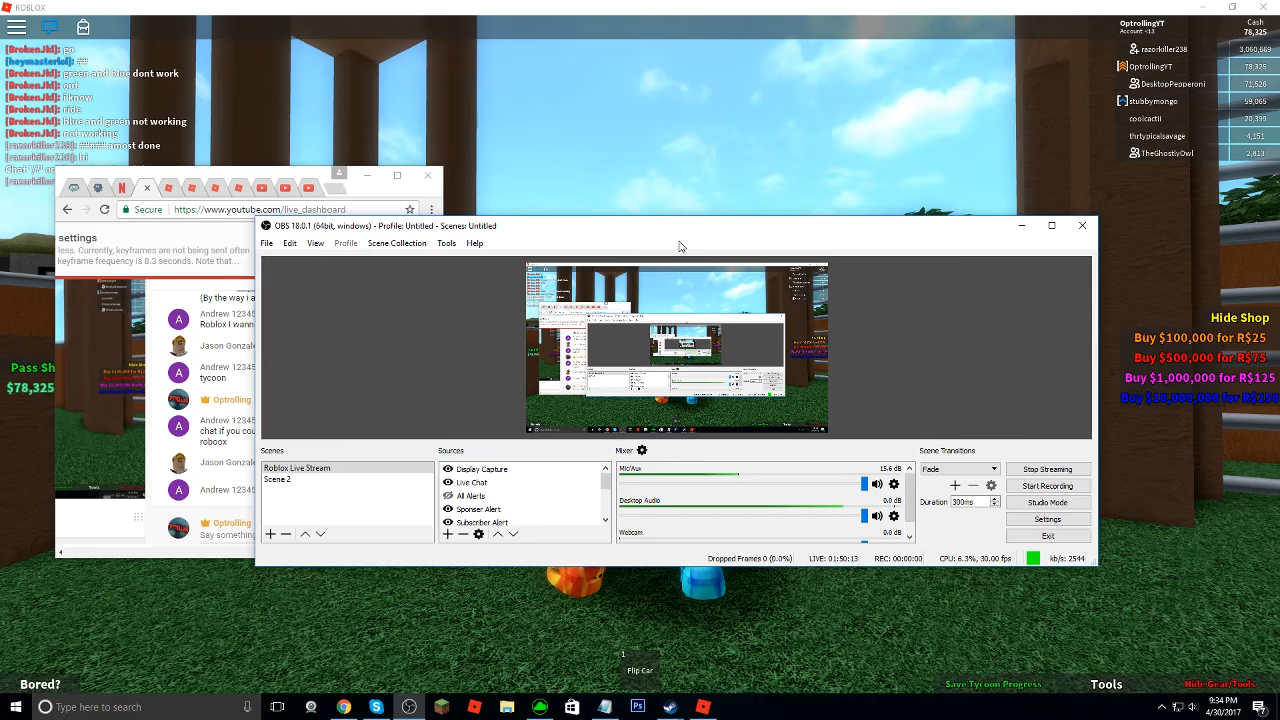 ROBLOX
[BrokenJkl]: go
[heymasterlol]: ##
[BrokenJkl]: green and blue dont work
[BrokenJkl]: ont
[BrokenJkl]: i know
[BrokenJkl]: ride
[BrokenJkl]: blue and green not working
[BrokenJkl]: not working
[razorkiller238]: ##### amost done
[razorkiller238]: hi
Chat '/?' or
[razorkiller238]
OptrollingYT
Account: <13
Cash
78,325
razorkiller238 3,060,669
OptrollingYT 78,325
DesktopPepperoni 71,526
stubbymongo 59,065
coolcactii 20,399
thrtypicalsavage 4,151
TheGhostlyOwl 2,813
Secure https://www.youtube.com/live_dashboard
settings
less. Currently, keyframes are not being sent often
keyframe frequency is 8.3 seconds. Note that...
(By the way i a
Andrew 12345
Roblox I wann
Jason Gonzale
Andrew 12345
tycoon
Optrolling
Andrew 12345
chat if you cou
roboox
Jason Gonzale
Andrew 12345
Optrolling
Say something
OBS 18.0.1 (64bit, windows) - Profile: Untitled - Scenes: Untitled
File Edit View Profile Scene Collection Tools Help
Scenes
Roblox Live Stream
Scene 2
Sources
Display Capture
Live Chat
All Alerts
Sponser Alert
Subscriber Alert
Mixer
Mic/Aux 15.6 dB
Desktop Audio 0.0 dB
Webcam 0.0 dB
Scene Transitions
Fade
Duration 300ms
Stop Streaming
Start Recording
Studio Mode
Settings
Exit
Dropped Frames 0 (0.0%) LIVE: 01:50:13 REC: 00:00:00 CPU: 6.3%, 30.00 fps kb/s: 2544
Pass Sh
$78,325
Hide Shop
Buy $100,000 for R$25
Buy $500,000 for R$75
Buy $1,000,000 for R$125
Buy $10,000,000 for R$250
1
Flip Car
Bored?
Save Tycoon Progress
Tools
Hide Gear/Tools
Type here to search
9:34 PM
4/30/2017